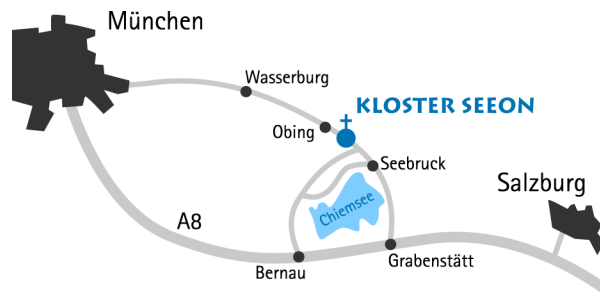 München
Wasserburg
KLOSTER SEEON
Obing
Seebruck
Salzburg
Chiemsee
A8
Grabenstätt
Bernau